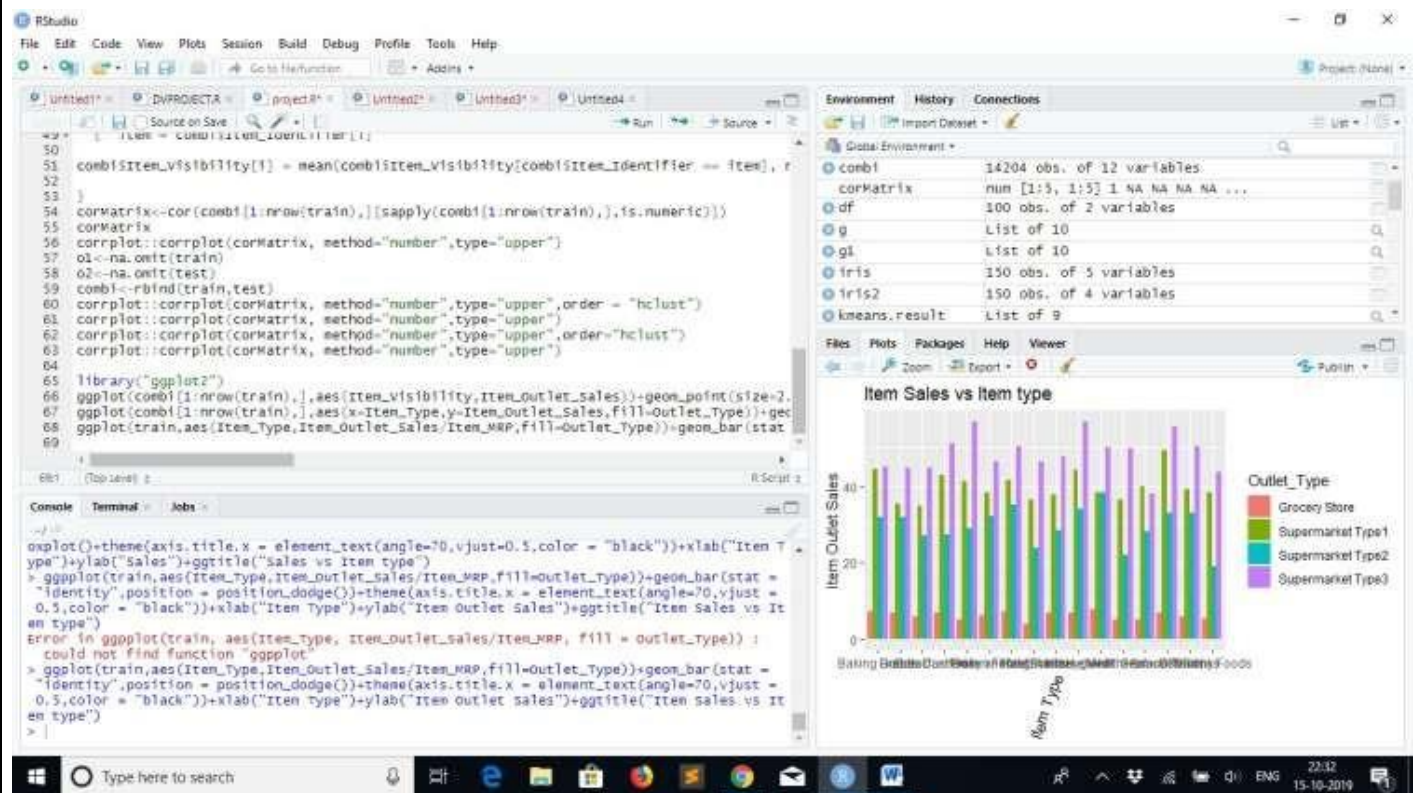 RStudio
File Edit Code View Plots Session Build Debug Profile Tools Help
Go to file/function Addins
Project: (None)
Untitled1* DVPROJECT.R project.R* Untitled2* Untitled3* Untitled4
Source on Save Run Source
49 { item = combi$Item_Identifier[i]
50
51 combi$Item_Visibility[i] = mean(combi$Item_Visibility[combi$Item_Identifier == item], r
52
53 }
54 corMatrix<-cor(combi[1:nrow(train),][sapply(combi[1:nrow(train),],is.numeric)])
55 corMatrix
56 corrplot::corrplot(corMatrix, method="number",type="upper")
57 o1<-na.omit(train)
58 o2<-na.omit(test)
59 combi<-rbind(train,test)
60 corrplot::corrplot(corMatrix, method="number",type="upper",order = "hclust")
61 corrplot::corrplot(corMatrix, method="number",type="upper")
62 corrplot::corrplot(corMatrix, method="number",type="upper",order="hclust")
63 corrplot::corrplot(corMatrix, method="number",type="upper")
64
65 library("ggplot2")
66 ggplot(combi[1:nrow(train),],aes(Item_Visibility,Item_Outlet_Sales))+geom_point(size=2.
67 ggplot(combi[1:nrow(train),],aes(x=Item_Type,y=Item_Outlet_Sales,fill=Outlet_Type))+geo
68 ggplot(train,aes(Item_Type,Item_Outlet_Sales/Item_MRP,fill=Outlet_Type))+geom_bar(stat
69
(Top Level) R Script
Console Terminal Jobs
oxplot()+theme(axis.title.x = element_text(angle=70,vjust=0.5,color = "black"))+xlab("Item T
ype")+ylab("Sales")+ggtitle("Sales vs Item type")
> ggpplot(train,aes(Item_Type,Item_Outlet_Sales/Item_MRP,fill=Outlet_Type))+geom_bar(stat =
"identity",position = position_dodge())+theme(axis.title.x = element_text(angle=70,vjust =
0.5,color = "black"))+xlab("Item Type")+ylab("Item Outlet Sales")+ggtitle("Item Sales vs It
em type")
Error in ggpplot(train, aes(Item_Type, Item_Outlet_Sales/Item_MRP, fill = Outlet_Type)) :
could not find function "ggpplot"
> ggplot(train,aes(Item_Type,Item_Outlet_Sales/Item_MRP,fill=Outlet_Type))+geom_bar(stat =
"identity",position = position_dodge())+theme(axis.title.x = element_text(angle=70,vjust =
0.5,color = "black"))+xlab("Item Type")+ylab("Item Outlet Sales")+ggtitle("Item Sales vs It
em type")
>
Environment History Connections
Import Dataset List
Global Environment
combi 14204 obs. of 12 variables
corMatrix num [1:5, 1:5] 1 NA NA NA NA ...
df 100 obs. of 2 variables
g List of 10
g1 List of 10
iris 150 obs. of 5 variables
iris2 150 obs. of 4 variables
kmeans.result List of 9
Files Plots Packages Help Viewer
Zoom Export Publish
Item Sales vs Item type
Item Outlet Sales
40
20
0
Baking Foods
Item Type
Outlet_Type
Grocery Store
Supermarket Type1
Supermarket Type2
Supermarket Type3
Type here to search
ENG
22:32
15-10-2019